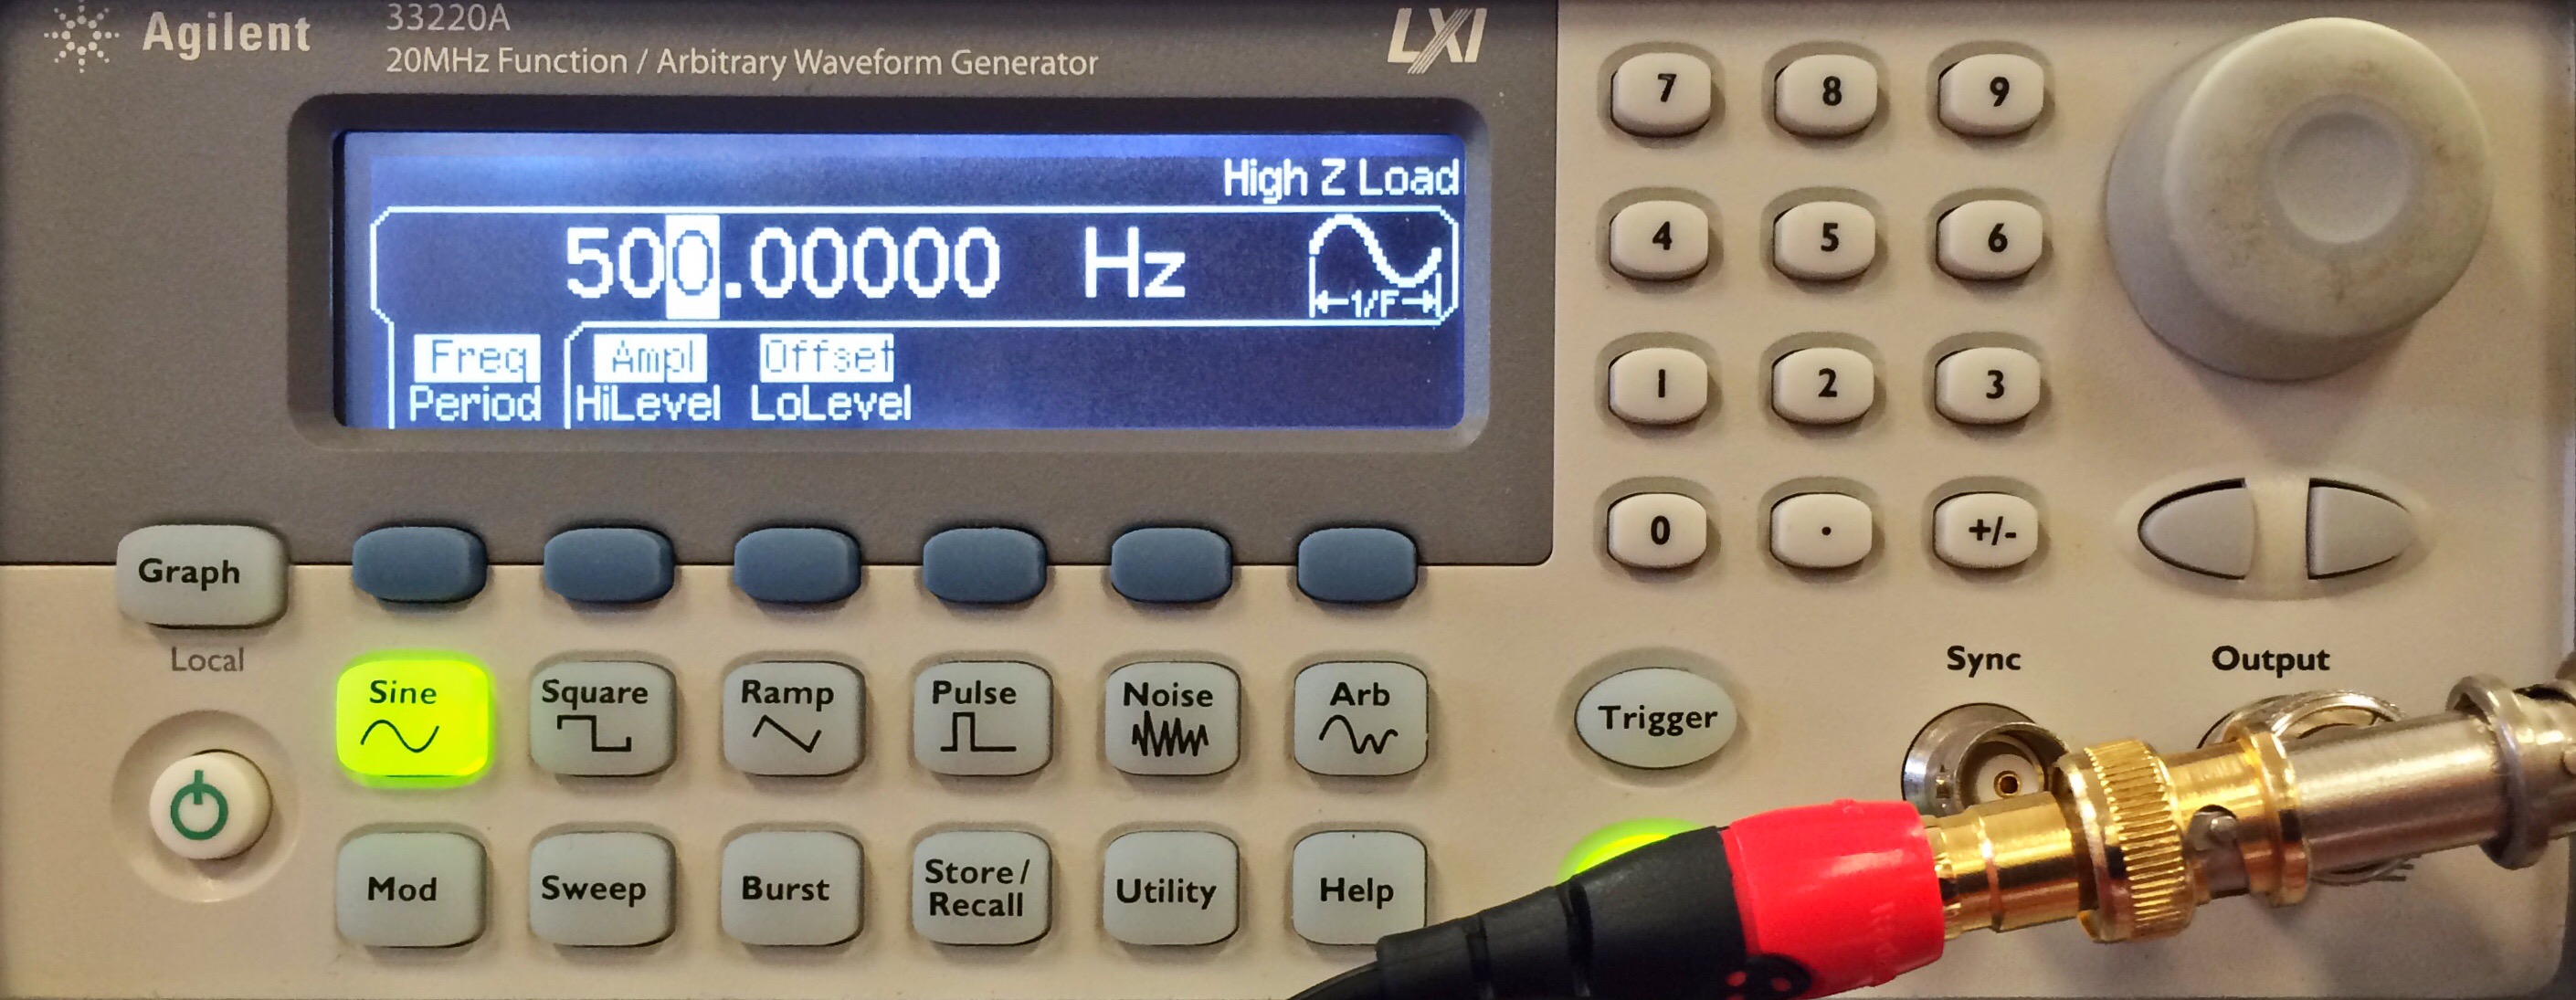 Agilent
33220A
20MHz Function / Arbitrary Waveform Generator
LXI
High Z Load
500.00000 Hz
1/F
Freq Ampl Offset
Period HiLevel LoLevel
7 8 9
4 5 6
1 2 3
0 . +/-
Graph
Local
Sine Square Ramp Pulse Noise Arb
Mod Sweep Burst Store/
Recall Utility Help
Trigger
Sync
Output